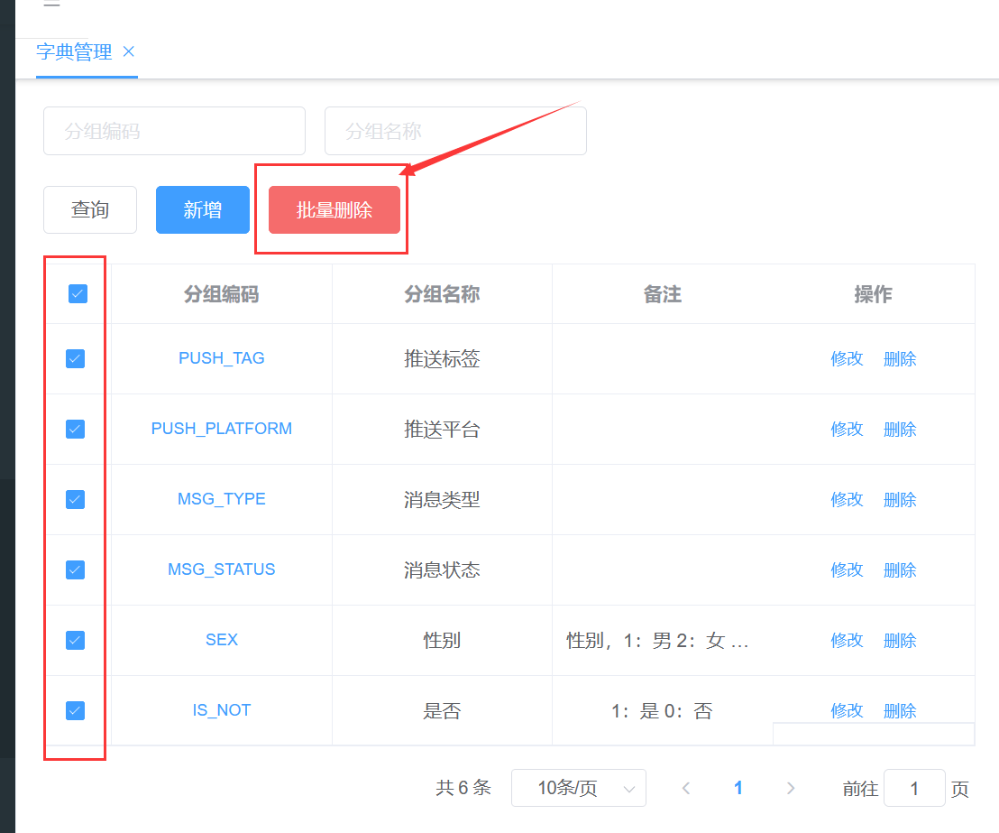 字典管理
分组编码 分组名称
查询 新增 批量删除
分组编码 分组名称 备注 操作
PUSH_TAG 推送标签 修改 删除
PUSH_PLATFORM 推送平台 修改 删除
MSG_TYPE 消息类型 修改 删除
MSG_STATUS 消息状态 修改 删除
SEX 性别 性别，1：男 2：女 ... 修改 删除
IS_NOT 是否 1：是 0：否 修改 删除
共 6 条 10条/页 1 前往 1 页